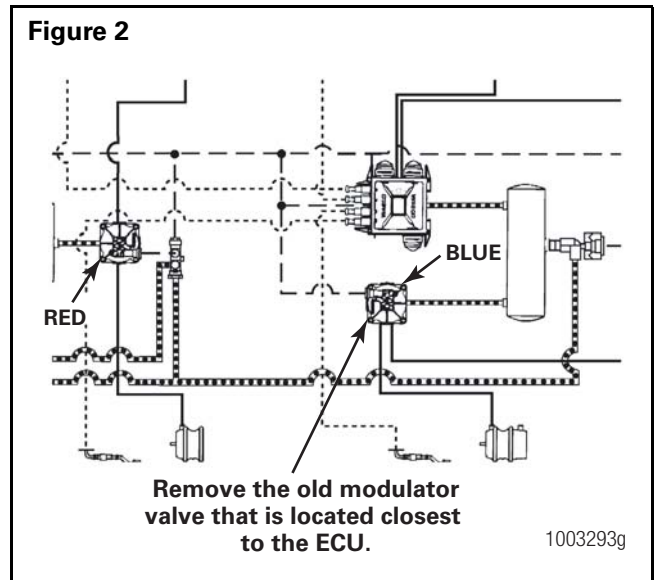 Figure 2
BLUE
RED
Remove the old modulator
valve that is located closest
to the ECU.
1003293g